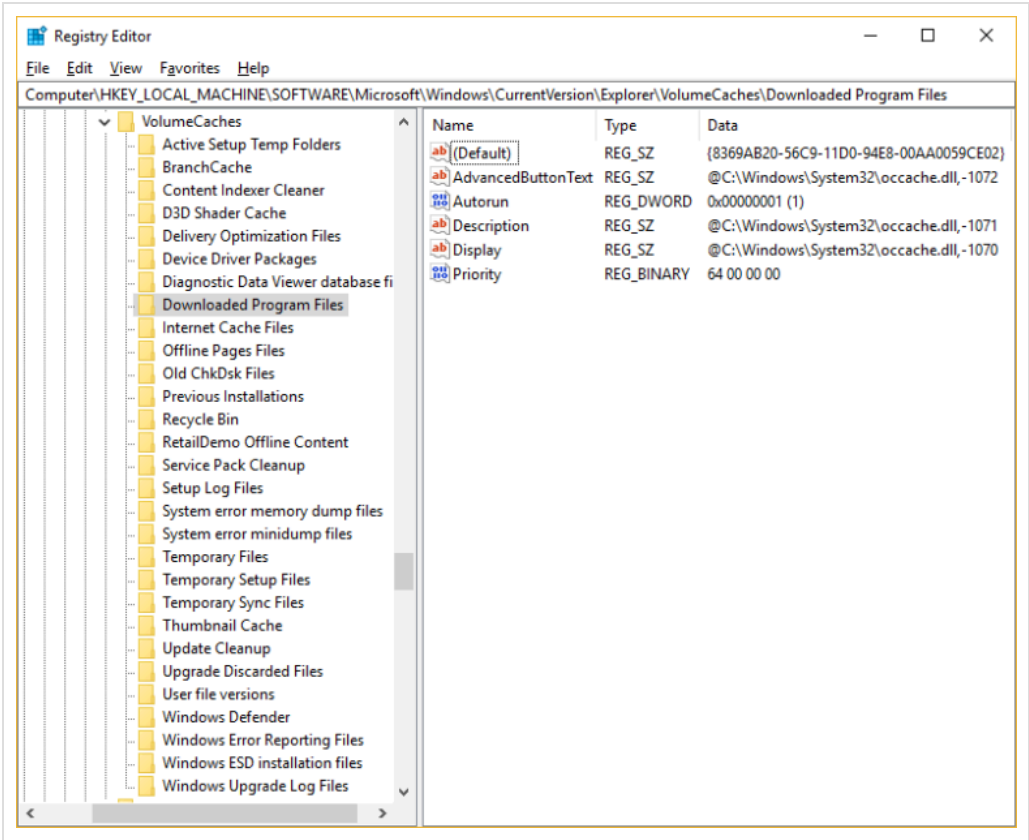 Registry Editor
File Edit View Favorites Help
Computer\HKEY_LOCAL_MACHINE\SOFTWARE\Microsoft\Windows\CurrentVersion\Explorer\VolumeCaches\Downloaded Program Files
VolumeCaches
Active Setup Temp Folders
BranchCache
Content Indexer Cleaner
D3D Shader Cache
Delivery Optimization Files
Device Driver Packages
Diagnostic Data Viewer database fi
Downloaded Program Files
Internet Cache Files
Offline Pages Files
Old ChkDsk Files
Previous Installations
Recycle Bin
RetailDemo Offline Content
Service Pack Cleanup
Setup Log Files
System error memory dump files
System error minidump files
Temporary Files
Temporary Setup Files
Temporary Sync Files
Thumbnail Cache
Update Cleanup
Upgrade Discarded Files
User file versions
Windows Defender
Windows Error Reporting Files
Windows ESD installation files
Windows Upgrade Log Files
Name Type Data
(Default) REG_SZ {8369AB20-56C9-11D0-94E8-00AA0059CE02}
AdvancedButtonText REG_SZ @C:\Windows\System32\occache.dll,-1072
Autorun REG_DWORD 0x00000001 (1)
Description REG_SZ @C:\Windows\System32\occache.dll,-1071
Display REG_SZ @C:\Windows\System32\occache.dll,-1070
Priority REG_BINARY 64 00 00 00